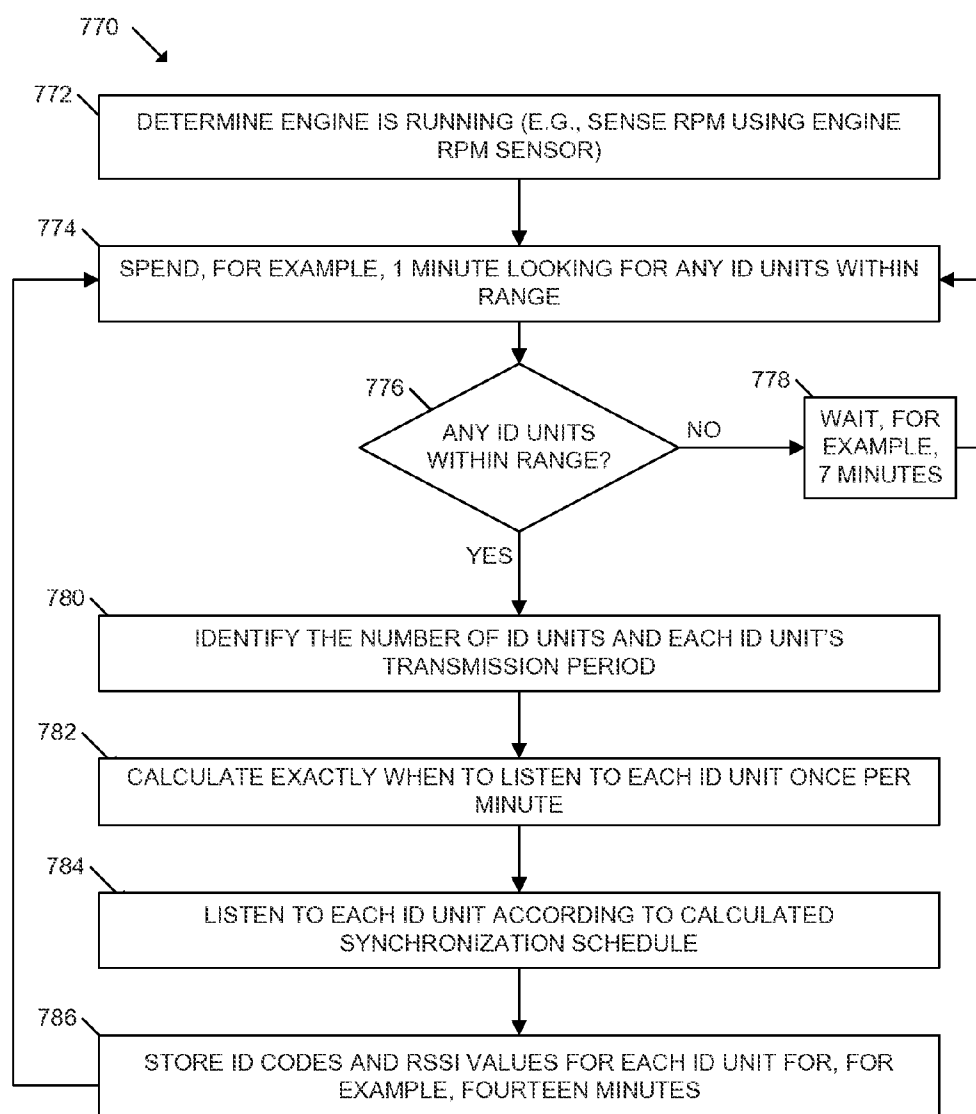 770
772
DETERMINE ENGINE IS RUNNING (E.G., SENSE RPM USING ENGINE
RPM SENSOR)
774
SPEND, FOR EXAMPLE, 1 MINUTE LOOKING FOR ANY ID UNITS WITHIN
RANGE
776
ANY ID UNITS
WITHIN RANGE?
NO
778
WAIT, FOR
EXAMPLE,
7 MINUTES
YES
780
IDENTIFY THE NUMBER OF ID UNITS AND EACH ID UNIT'S
TRANSMISSION PERIOD
782
CALCULATE EXACTLY WHEN TO LISTEN TO EACH ID UNIT ONCE PER
MINUTE
784
LISTEN TO EACH ID UNIT ACCORDING TO CALCULATED
SYNCHRONIZATION SCHEDULE
786
STORE ID CODES AND RSSI VALUES FOR EACH ID UNIT FOR, FOR
EXAMPLE, FOURTEEN MINUTES